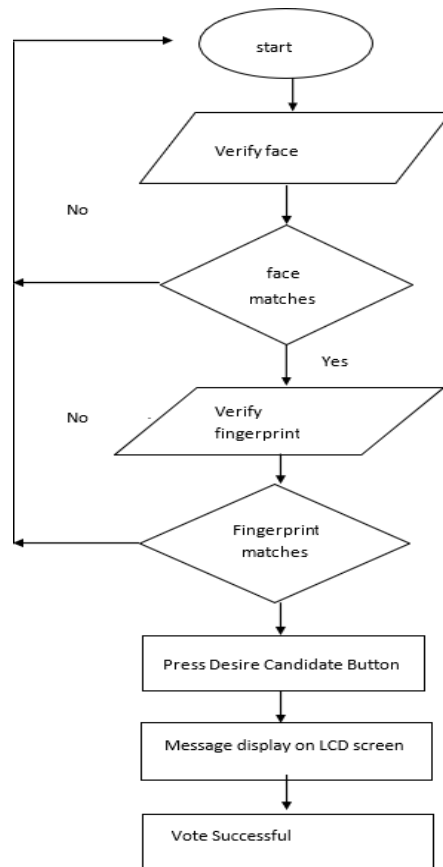 start
Verify face
No
face
matches
Yes
No
Verify
fingerprint
Fingerprint
matches
Press Desire Candidate Button
Message display on LCD screen
Vote Successful